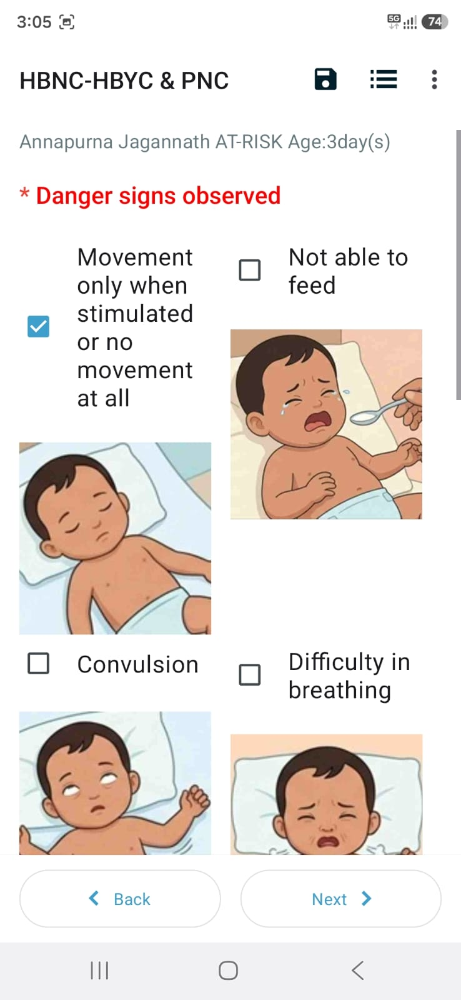 3:05
5G
74
HBNC-HBYC & PNC
Annapurna Jagannath AT-RISK Age:3day(s)
* Danger signs observed
Movement
only when
stimulated
or no
movement
at all
Not able to
feed
Convulsion
Difficulty in
breathing
Back
Next